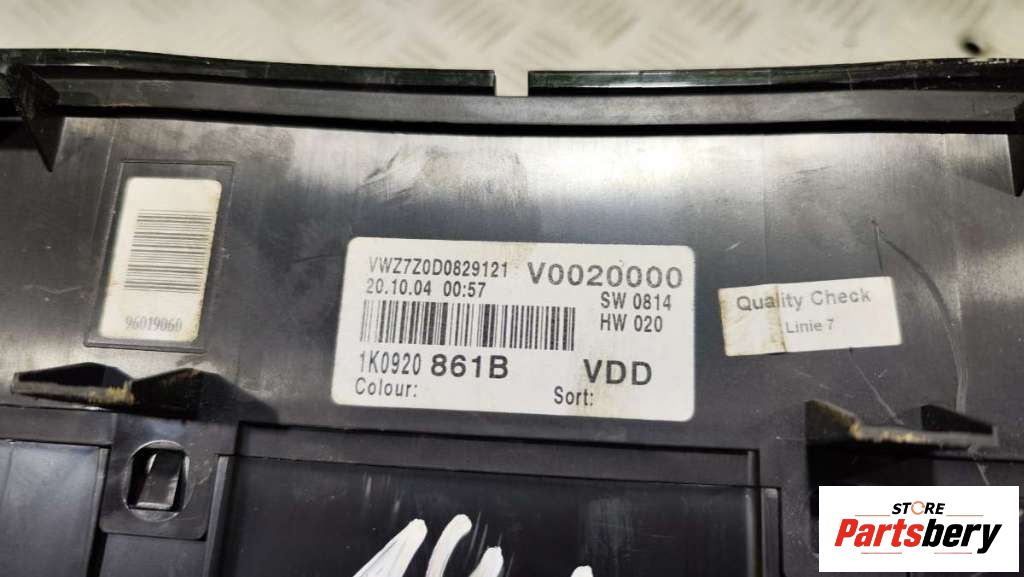 VWZ7Z0D0829121 V0020000
20.10.04 00:57 SW 0814
HW 020
1K0920 861B VDD
Colour: Sort:
96019060
Quality Check
Linie 7
STORE
Partsbery